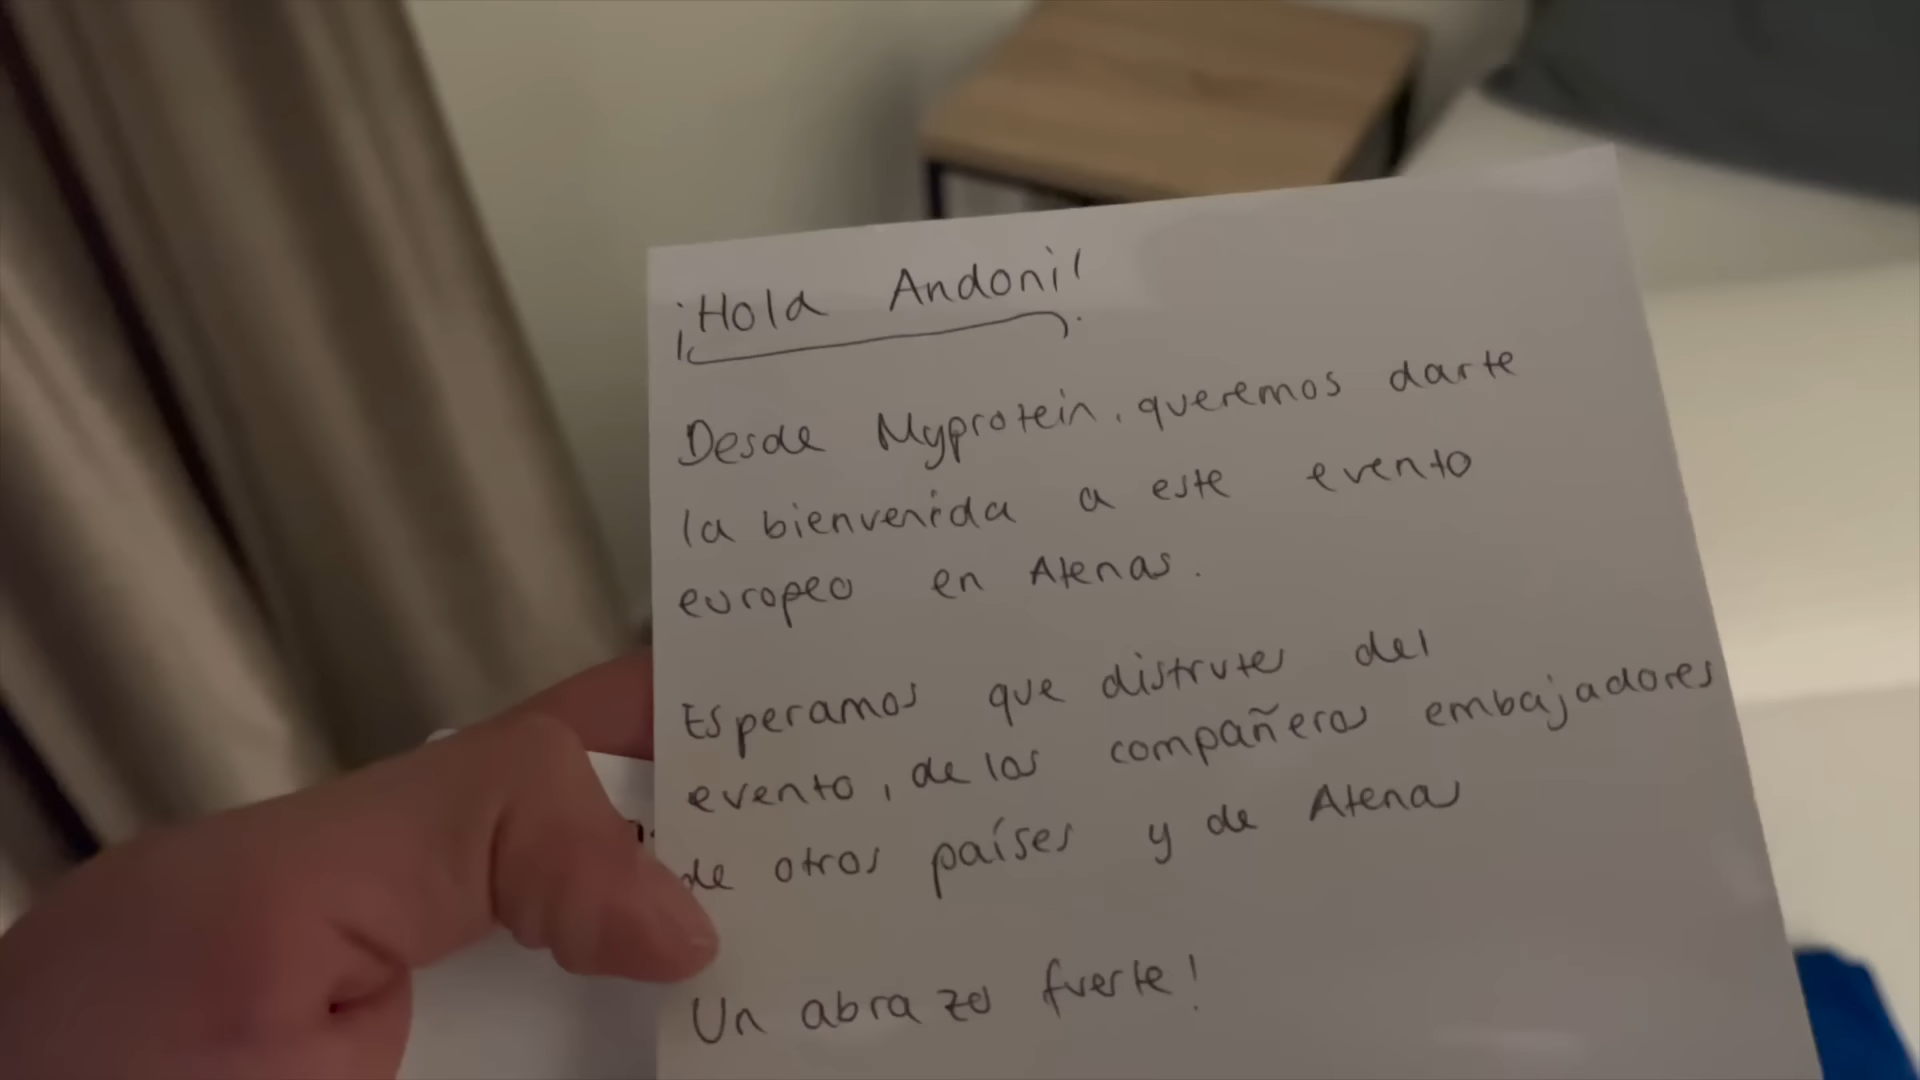 ¡Hola Andoni!
Desde Myprotein, queremos darte
la bienvenida a este evento
europeo en Atenas.
Esperamos que disfrutes del
evento, de los compañeros embajadores
de otros países y de Atenas
Un abrazo fuerte!